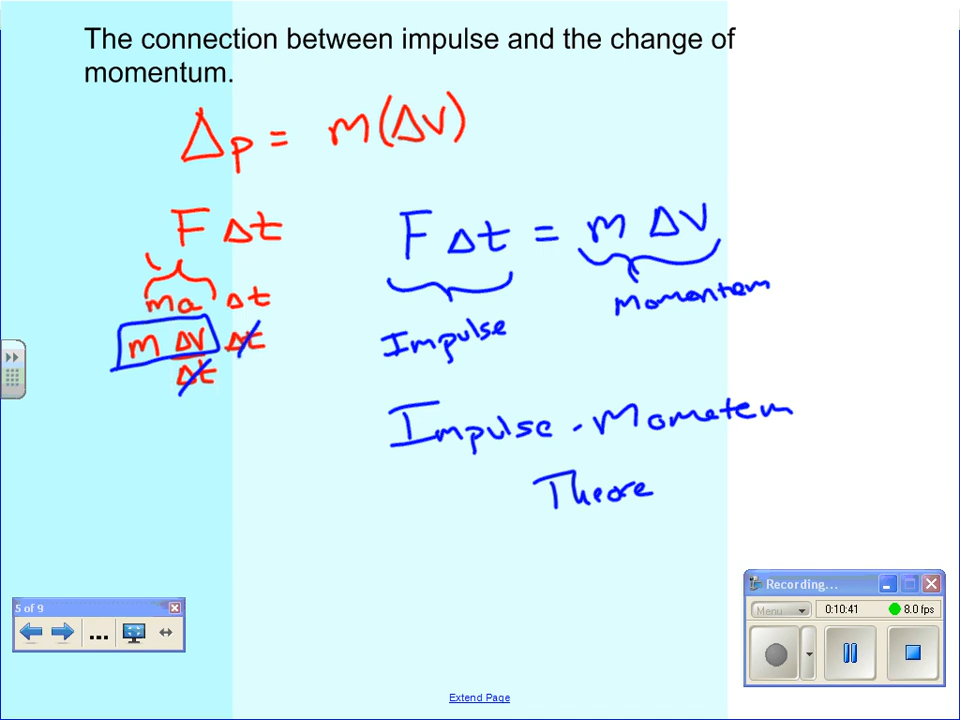 The connection between impulse and the change of
momentum.
Δp = m(Δv)
F Δt
F Δt = m Δv
ma Δt
Momentem
m Δv Δt
Δt
Impulse
Impulse - Mometem
Theore
5 of 9
...
Recording...
Menu
0:10:41
8.0 fps
Extend Page